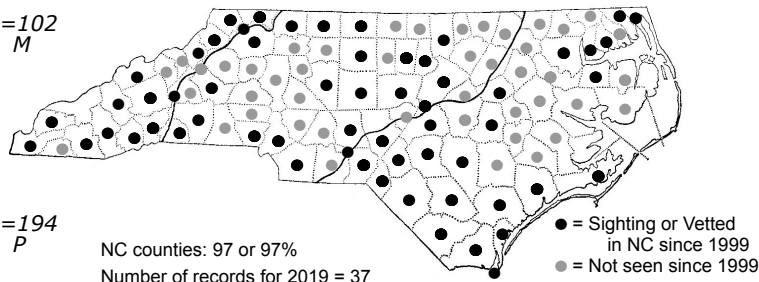 =102
M
=194
P
NC counties: 97 or 97%
Number of records for 2019 = 37
= Sighting or Vetted
in NC since 1999
= Not seen since 1999